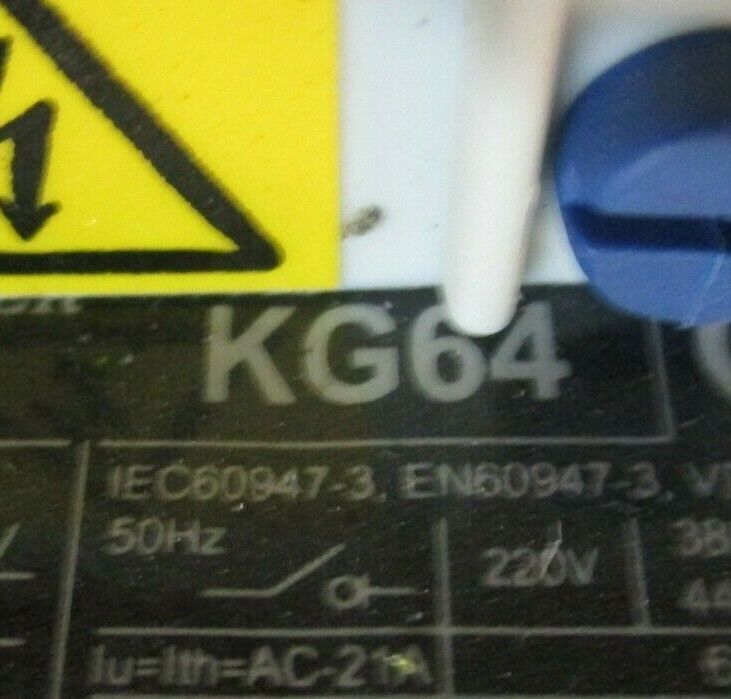 KG64
IEC60947-3, EN60947-3,
50Hz
220V
Iu=Ith=AC-21A